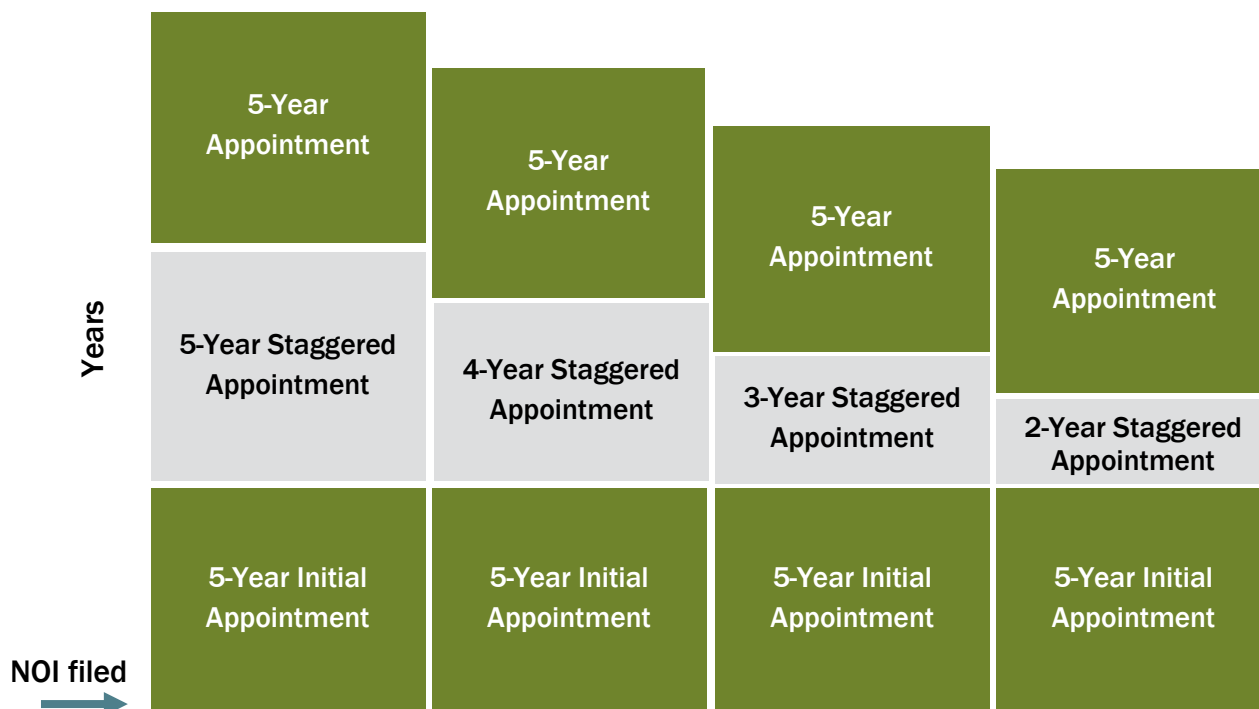 5-Year
Appointment
5-Year
Appointment
5-Year
Appointment
5-Year
Appointment
Years
5-Year Staggered
Appointment
4-Year Staggered
Appointment
3-Year Staggered
Appointment
2-Year Staggered
Appointment
5-Year Initial
Appointment
5-Year Initial
Appointment
5-Year Initial
Appointment
5-Year Initial
Appointment
NOI filed